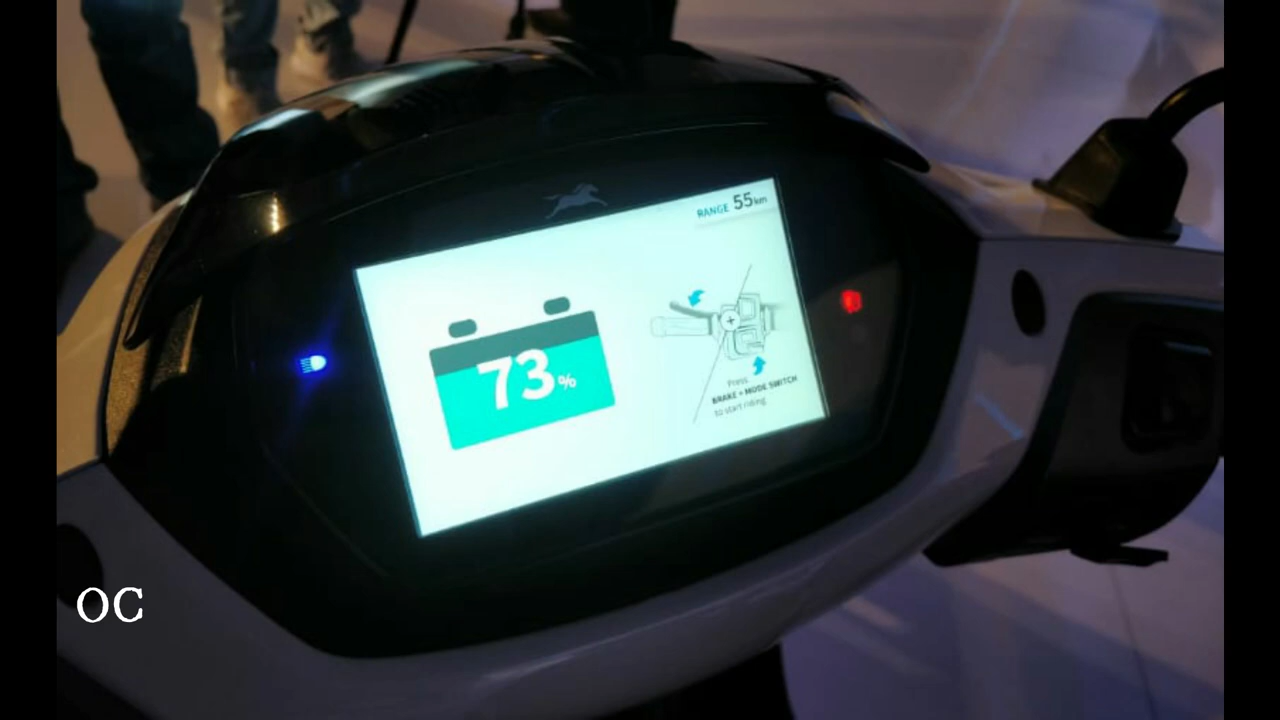 RANGE 55km
73%
Press
BRAKE + MODE SWITCH
to start riding
OC